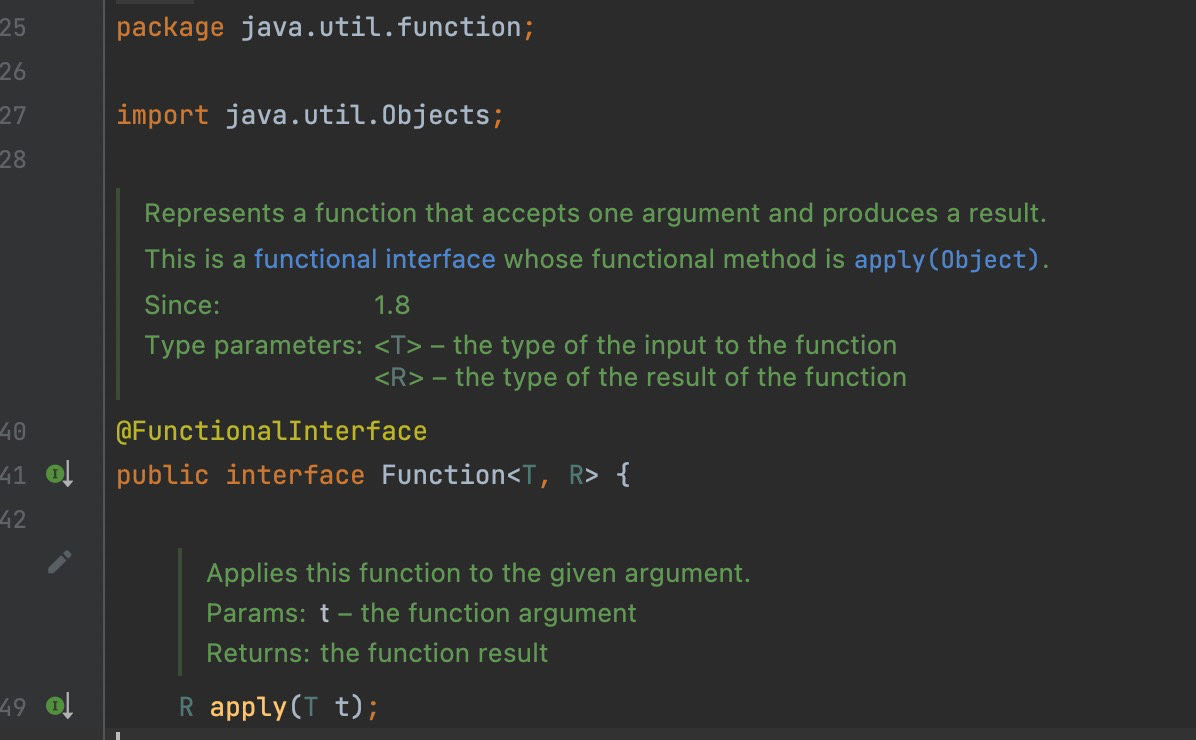 25 package java.util.function;
26
27 import java.util.Objects;
28
Represents a function that accepts one argument and produces a result.
This is a functional interface whose functional method is apply(Object).
Since: 1.8
Type parameters: <T> – the type of the input to the function
<R> – the type of the result of the function
40 @FunctionalInterface
41 public interface Function<T, R> {
42
Applies this function to the given argument.
Params: t – the function argument
Returns: the function result
49 R apply(T t);